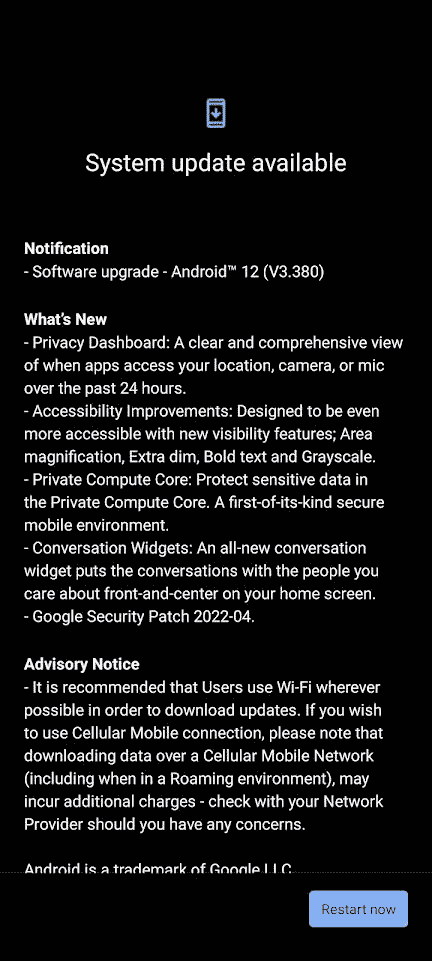 System update available
Notification
- Software upgrade - Android™ 12 (V3.380)
What's New
- Privacy Dashboard: A clear and comprehensive view
of when apps access your location, camera, or mic
over the past 24 hours.
- Accessibility Improvements: Designed to be even
more accessible with new visibility features; Area
magnification, Extra dim, Bold text and Grayscale.
- Private Compute Core: Protect sensitive data in
the Private Compute Core. A first-of-its-kind secure
mobile environment.
- Conversation Widgets: An all-new conversation
widget puts the conversations with the people you
care about front-and-center on your home screen.
- Google Security Patch 2022-04.
Advisory Notice
- It is recommended that Users use Wi-Fi wherever
possible in order to download updates. If you wish
to use Cellular Mobile connection, please note that
downloading data over a Cellular Mobile Network
(including when in a Roaming environment), may
incur additional charges - check with your Network
Provider should you have any concerns.
Android is a trademark of Google LLC
Restart now